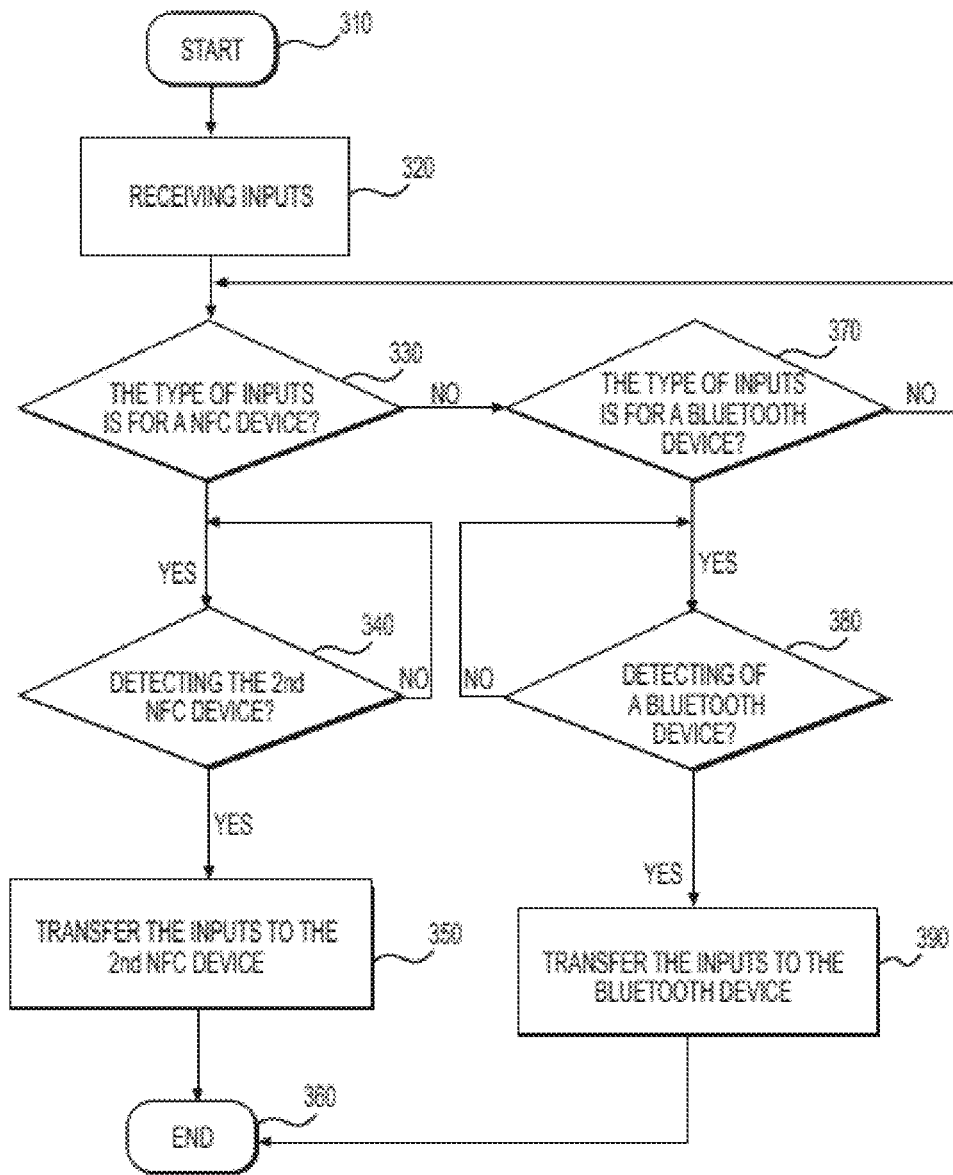 START
310
RECEIVING INPUTS
320
THE TYPE OF INPUTS
IS FOR A NFC DEVICE?
330
NO
THE TYPE OF INPUTS
IS FOR A BLUETOOTH
DEVICE?
370
NO
YES
YES
DETECTING THE 2nd
NFC DEVICE?
340
NO
NO
DETECTING OF
A BLUETOOTH
DEVICE?
380
YES
YES
TRANSFER THE INPUTS TO THE
2nd NFC DEVICE
350
TRANSFER THE INPUTS TO THE
BLUETOOTH DEVICE
390
END
360